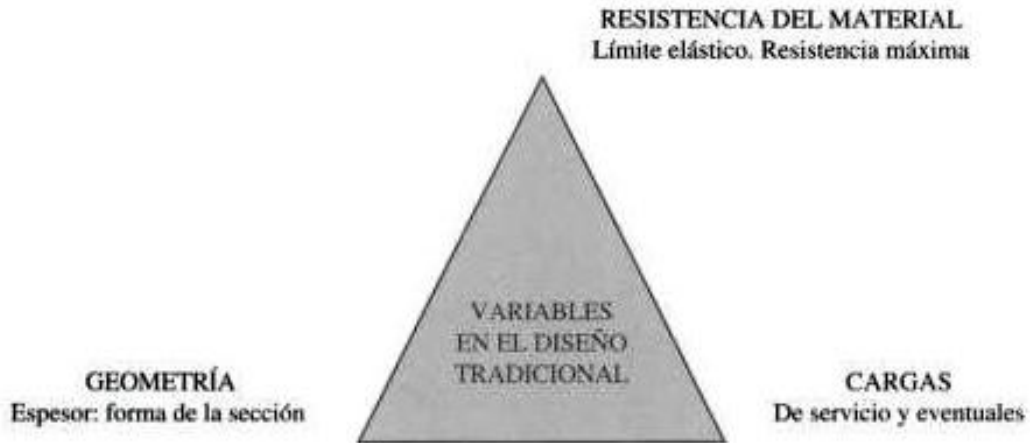 RESISTENCIA DEL MATERIAL
Límite elástico. Resistencia máxima
VARIABLES
EN EL DISEÑO
TRADICIONAL
GEOMETRÍA
Espesor: forma de la sección
CARGAS
De servicio y eventuales